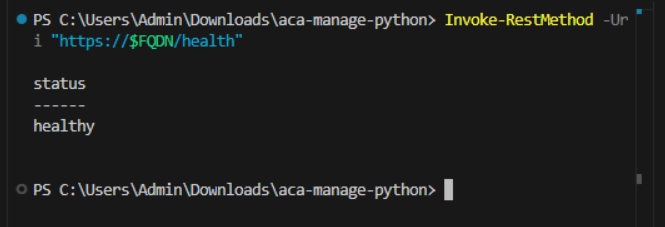 PS C:\Users\Admin\Downloads\aca-manage-python> Invoke-RestMethod -Ur
i "https://$FQDN/health"
status
------
healthy
PS C:\Users\Admin\Downloads\aca-manage-python>